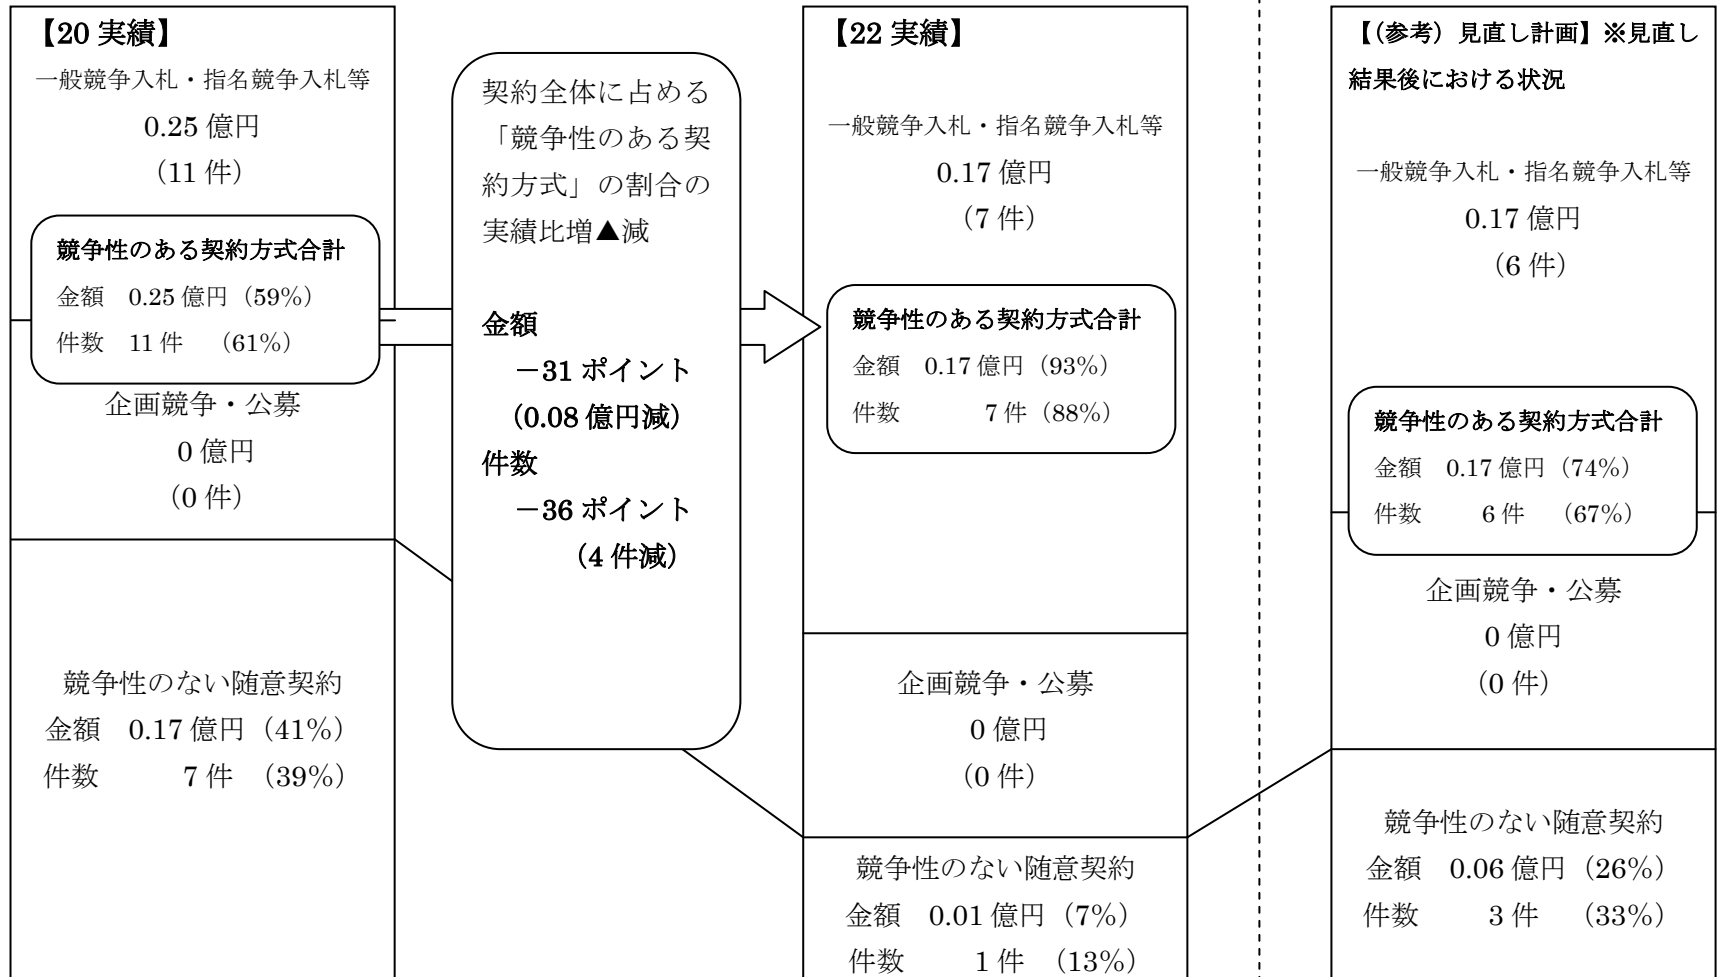 【20 実績】
一般競争入札・指名競争入札等
0.25 億円
（11 件）
競争性のある契約方式合計
金額 0.25 億円（59%）
件数 11 件 （61%）
企画競争・公募
0 億円
（0 件）
競争性のない随意契約
金額 0.17 億円（41%）
件数 7 件 （39%）
契約全体に占める
「競争性のある契
約方式」の割合の
実績比増▲減
金額
－31 ポイント
（0.08 億円減）
件数
－36 ポイント
（4 件減）
【22 実績】
一般競争入札・指名競争入札等
0.17 億円
（7 件）
競争性のある契約方式合計
金額 0.17 億円（93%）
件数 7 件（88%）
企画競争・公募
0 億円
（0 件）
競争性のない随意契約
金額 0.01 億円（7%）
件数 1 件 （13%）
【（参考）見直し計画】※見直し
結果後における状況
一般競争入札・指名競争入札等
0.17 億円
（6 件）
競争性のある契約方式合計
金額 0.17 億円（74%）
件数 6 件 （67%）
企画競争・公募
0 億円
（0 件）
競争性のない随意契約
金額 0.06 億円（26%）
件数 3 件 （33%）